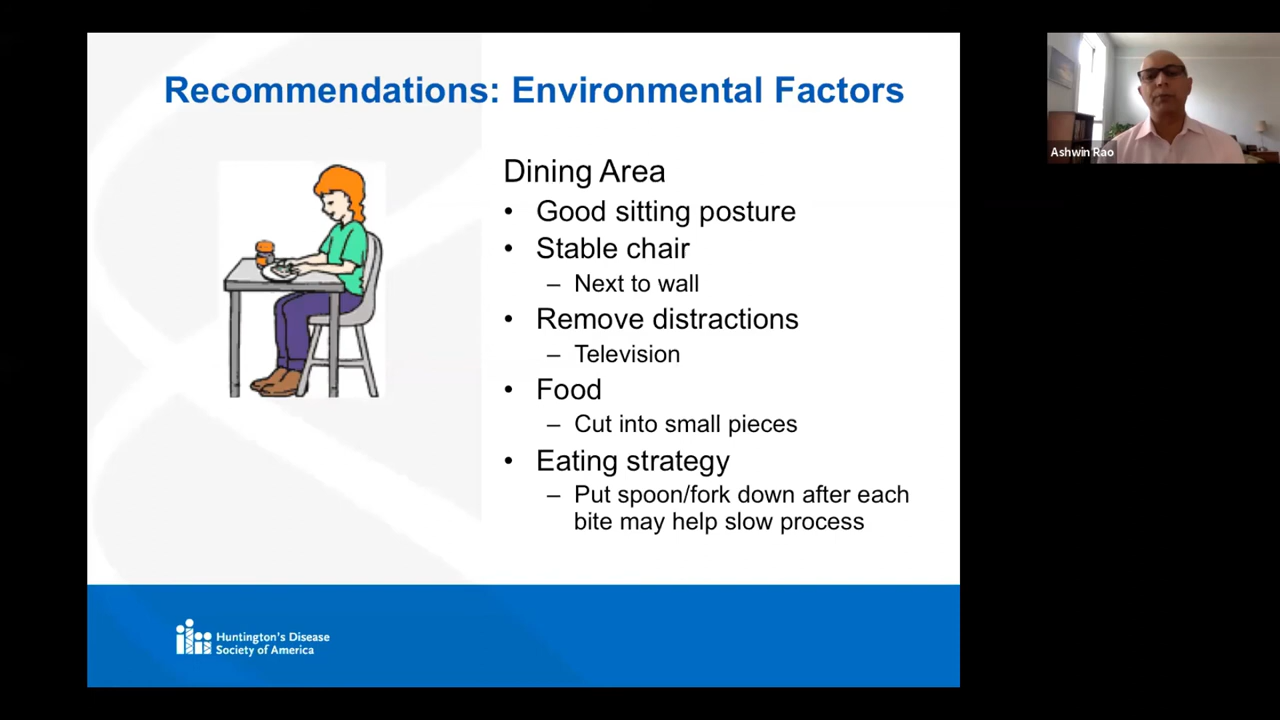 Recommendations: Environmental Factors
Dining Area
• Good sitting posture
• Stable chair
– Next to wall
• Remove distractions
– Television
• Food
– Cut into small pieces
• Eating strategy
– Put spoon/fork down after each
bite may help slow process
Huntington's Disease
Society of America
Ashwin Rao